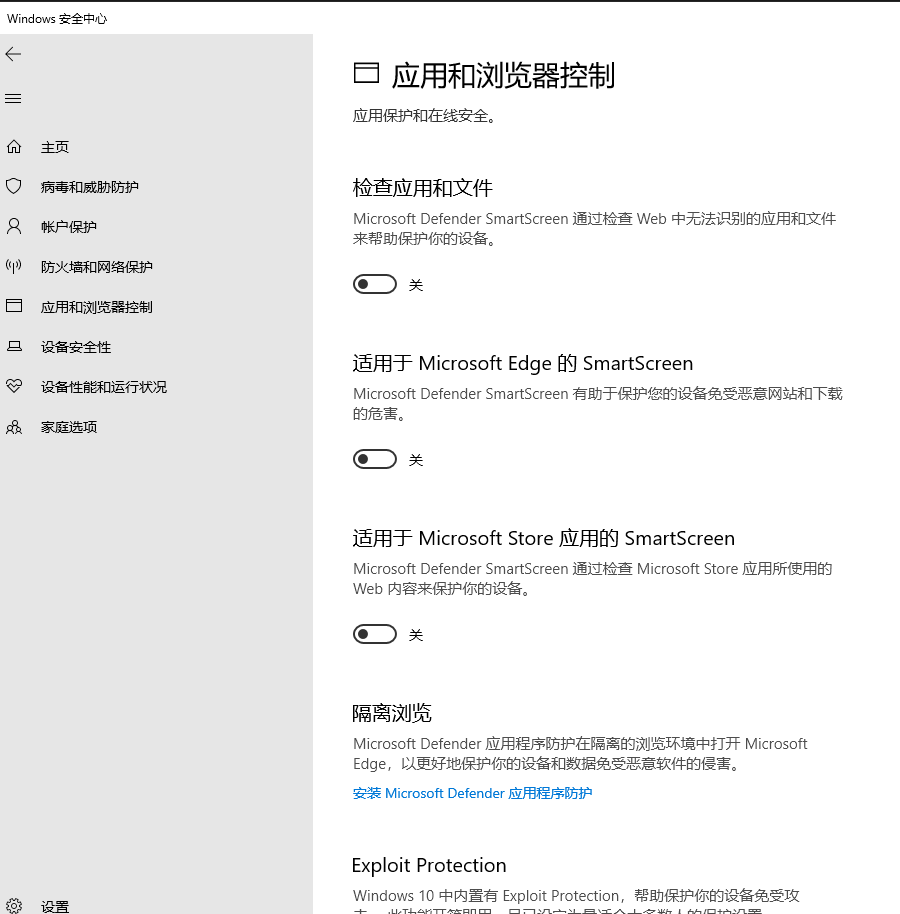 Windows 安全中心
主页
病毒和威胁防护
帐户保护
防火墙和网络保护
应用和浏览器控制
设备安全性
设备性能和运行状况
家庭选项
设置
应用和浏览器控制
应用保护和在线安全。
检查应用和文件
Microsoft Defender SmartScreen 通过检查 Web 中无法识别的应用和文件
来帮助保护你的设备。
关
适用于 Microsoft Edge 的 SmartScreen
Microsoft Defender SmartScreen 有助于保护您的设备免受恶意网站和下载
的危害。
关
适用于 Microsoft Store 应用的 SmartScreen
Microsoft Defender SmartScreen 通过检查 Microsoft Store 应用所使用的
Web 内容来保护你的设备。
关
隔离浏览
Microsoft Defender 应用程序防护在隔离的浏览环境中打开 Microsoft
Edge，以更好地保护你的设备和数据免受恶意软件的侵害。
安装 Microsoft Defender 应用程序防护
Exploit Protection
Windows 10 中内置有 Exploit Protection，帮助保护你的设备免受攻